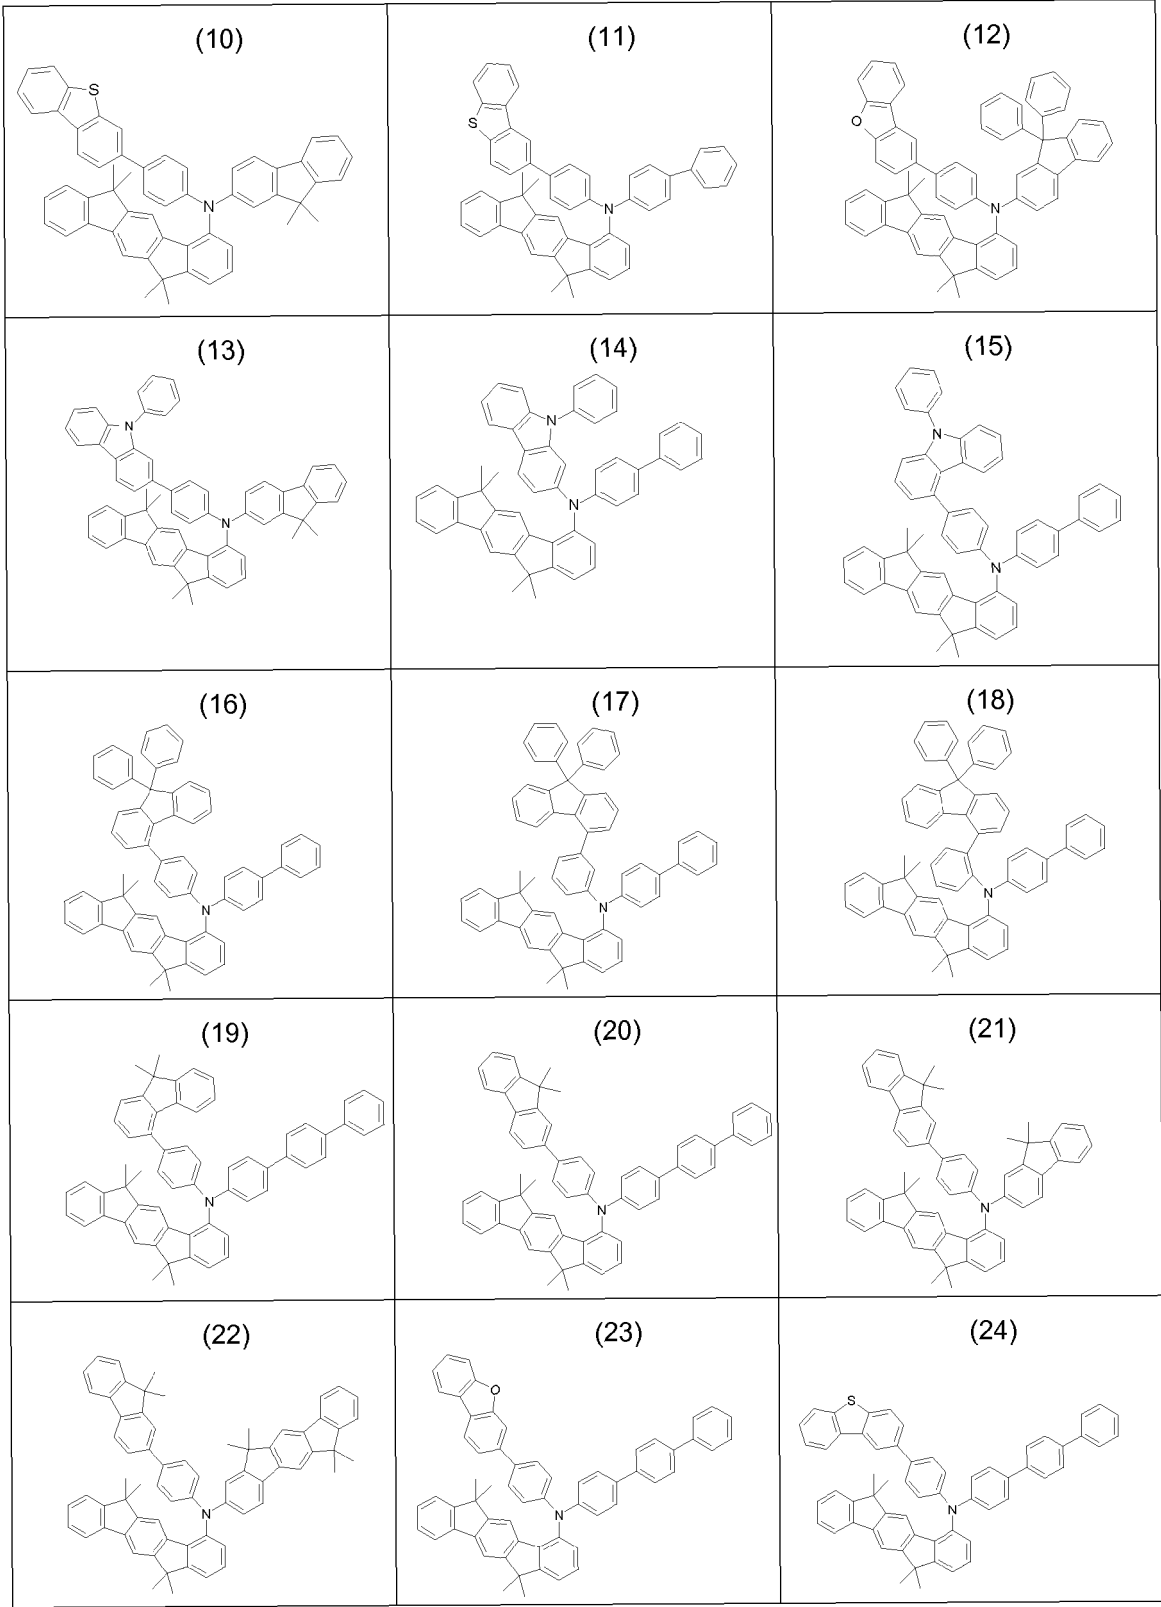 (10) (11) (12)
S
S
O
N
N
N
(13) (14) (15)
N
N
N
N
N
N
(16) (17) (18)
N
N
N
(19) (20) (21)
N
N
N
(22) (23) (24)
O
S
N
N
N